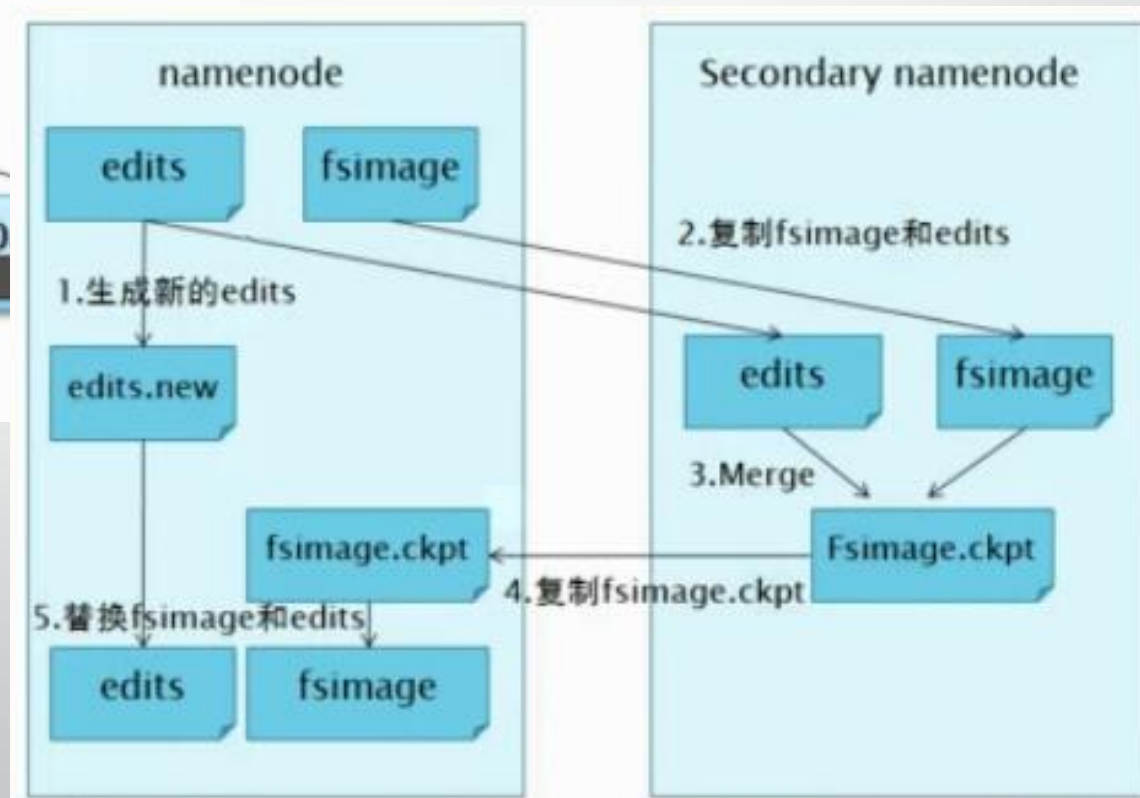 namenode
Secondary namenode
edits
fsimage
2.复制fsimage和edits
1.生成新的edits
edits
fsimage
edits.new
3.Merge
fsimage.ckpt
Fsimage.ckpt
4.复制fsimage.ckpt
5.替换fsimage和edits
edits
fsimage